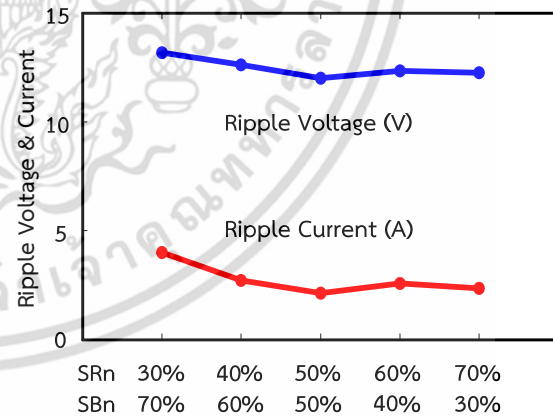 15
Ripple Voltage & Current
10
Ripple Voltage (V)
5
Ripple Current (A)
0
SRn 30% 40% 50% 60% 70%
SBn 70% 60% 50% 40% 30%